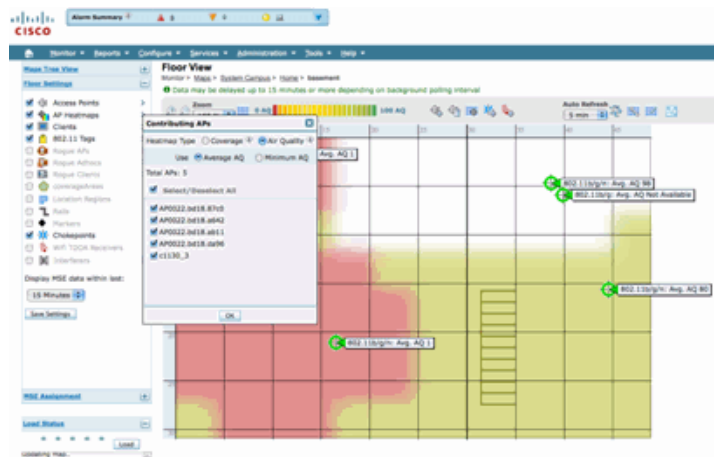 CISCO
Alarm Summary
Monitor Reports Configure Services Administration Tools Help
Maps Tree View
Floor Settings
Access Points
AP Heatmaps
Clients
802.11 Tags
Rogue APs
Rogue Adhocs
Rogue Clients
coverageAreas
Location Regions
Rails
Markers
Chokepoints
Wifi TDOA Receivers
Interferers
Display MSE data within last:
15 Minutes
Save Settings
MSE Assignment
Load Status
Load
Updating Map..
Floor View
Monitor > Maps > System Campus > Home > basement
Data may be delayed up to 15 minutes or more depending on background polling interval
Zoom
0 AQ
100 AQ
Auto Refresh
5 min
Contributing APs
Heatmap Type Coverage Air Quality
Use Average AQ Minimum AQ
Total APs: 5
Select/Deselect All
AP0022.bd18.87c0
AP0022.bd18.a642
AP0022.bd18.ab11
AP0022.bd18.da96
c1130_3
OK
Avg. AQ 1
802.11b/g/n: Avg. AQ 98
802.11b/g: Avg. AQ Not Available
802.11b/g/n: Avg. AQ 80
802.11b/g/n: Avg. AQ 1